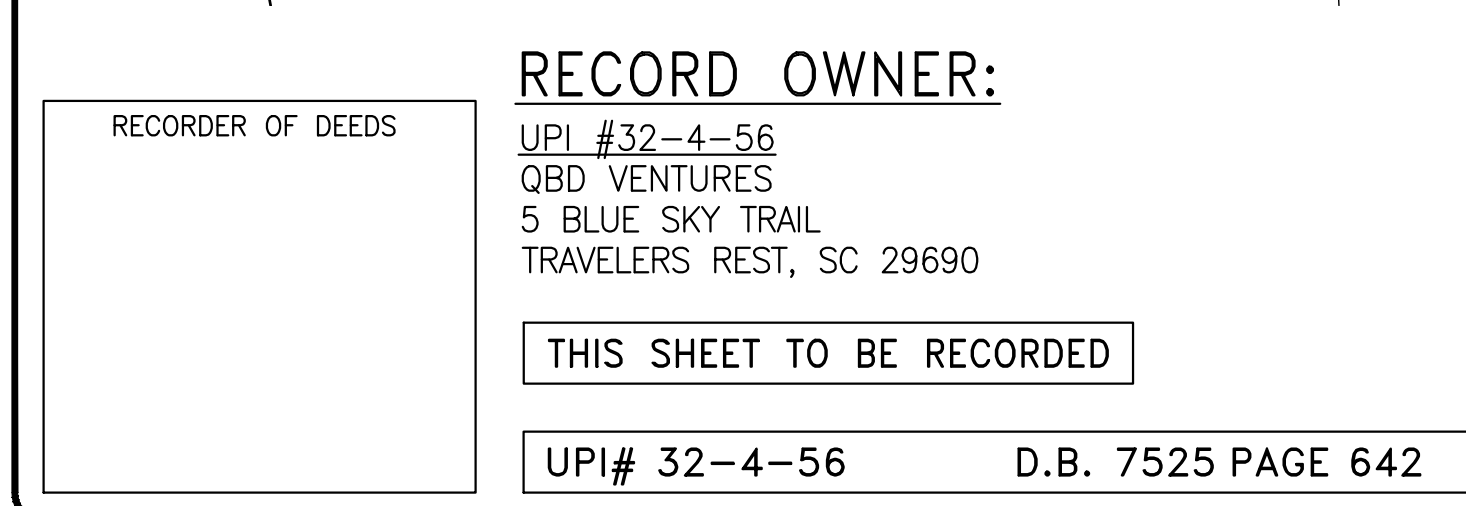 RECORDER OF DEEDS
RECORD OWNER:
UPI #32-4-56
QBD VENTURES
5 BLUE SKY TRAIL
TRAVELERS REST, SC 29690
THIS SHEET TO BE RECORDED
UPI# 32-4-56 D.B. 7525 PAGE 642